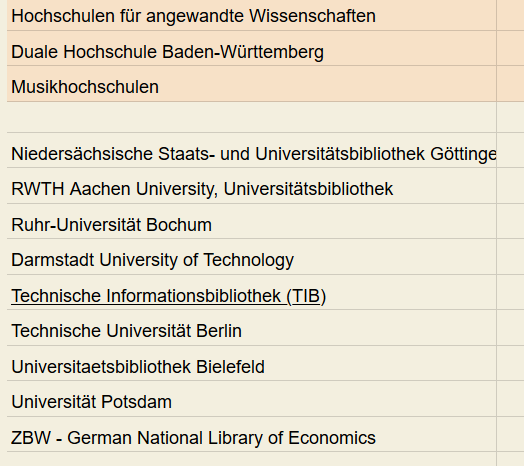 Hochschulen für angewandte Wissenschaften
Duale Hochschule Baden-Württemberg
Musikhochschulen
Niedersächsische Staats- und Universitätsbibliothek Göttinge
RWTH Aachen University, Universitätsbibliothek
Ruhr-Universität Bochum
Darmstadt University of Technology
Technische Informationsbibliothek (TIB)
Technische Universität Berlin
Universitaetsbibliothek Bielefeld
Universität Potsdam
ZBW - German National Library of Economics